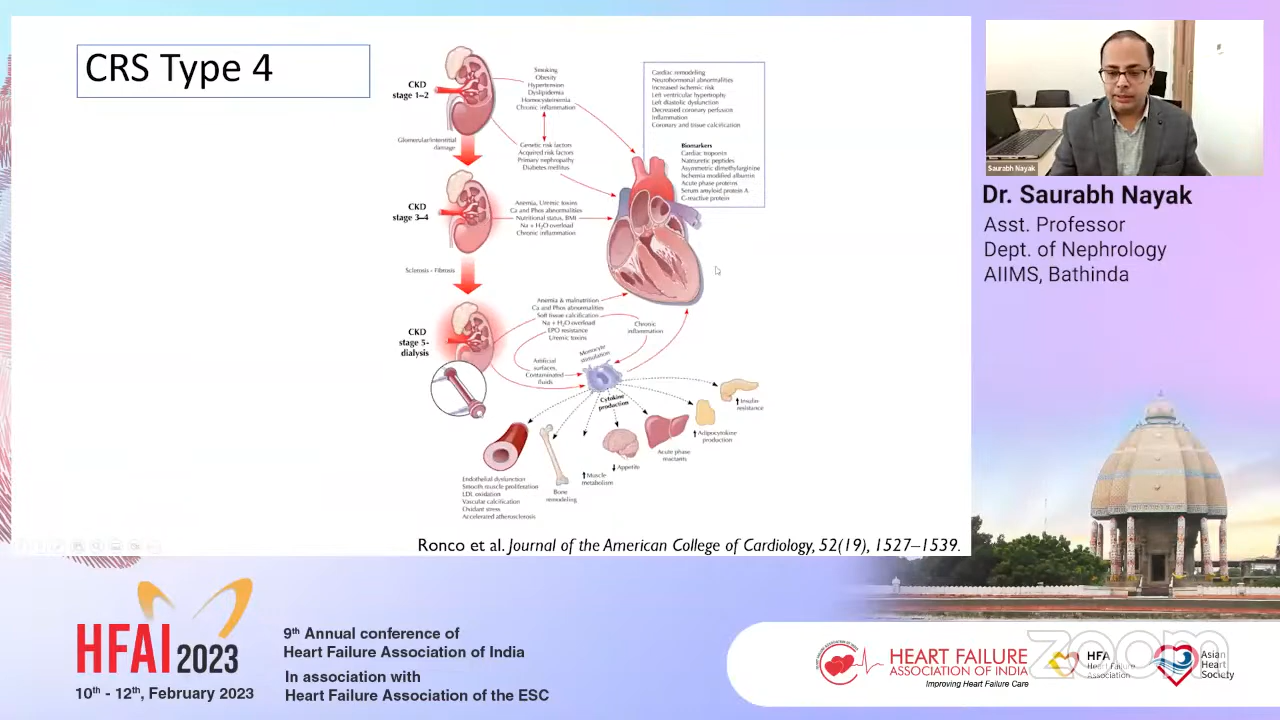 CRS Type 4
CKD
stage 1–2
Smoking
Obesity
Hypertension
Dyslipidemia
Homocysteinemia
Chronic inflammation
Glomerular/interstitial
damage
Genetic risk factors
Acquired risk factors
Primary nephropathy
Diabetes mellitus
Cardiac remodeling
Neurohormonal abnormalities
Increased ischemic risk
Left ventricular hypertrophy
Left diastolic dysfunction
Decreased coronary perfusion
Inflammation
Coronary and tissue calcification
Biomarkers
Cardiac troponin
Natriuretic peptides
Asymmetric dimethylarginine
Ischemia modified albumin
Acute phase proteins
Serum amyloid protein A
C-reactive protein
CKD
stage 3–4
Anemia, Uremic toxins
Ca and Phos abnormalities
Nutritional status, BMI
Na + H2O overload
Chronic inflammation
Sclerosis - Fibrosis
CKD
stage 5-
dialysis
Anemia & malnutrition
Ca and Phos abnormalities
Soft tissue calcification
Na + H2O overload
EPO resistance
Uremic toxins
Chronic
inflammation
Monocyte
stimulation
Artificial
surfaces,
Contaminated
fluids
Cytokine
production
↑ Insulin
resistance
↑ Adipocytokine
production
Acute phase
reactants
↓ Appetite
↑ Muscle
metabolism
Bone
remodeling
Endothelial dysfunction
Smooth muscle proliferation
LDL oxidation
Vascular calcification
Oxidant stress
Accelerated atherosclerosis
Ronco et al. Journal of the American College of Cardiology, 52(19), 1527–1539.
Saurabh Nayak
Dr. Saurabh Nayak
Asst. Professor
Dept. of Nephrology
AIIMS, Bathinda
HFAI 2023
10th - 12th, February 2023
9th Annual conference of
Heart Failure Association of India
In association with
Heart Failure Association of the ESC
HEART FAILURE
ASSOCIATION OF INDIA
Improving Heart Failure Care
zoom
HFA
Heart Failure
Association
Asian
Heart
Society